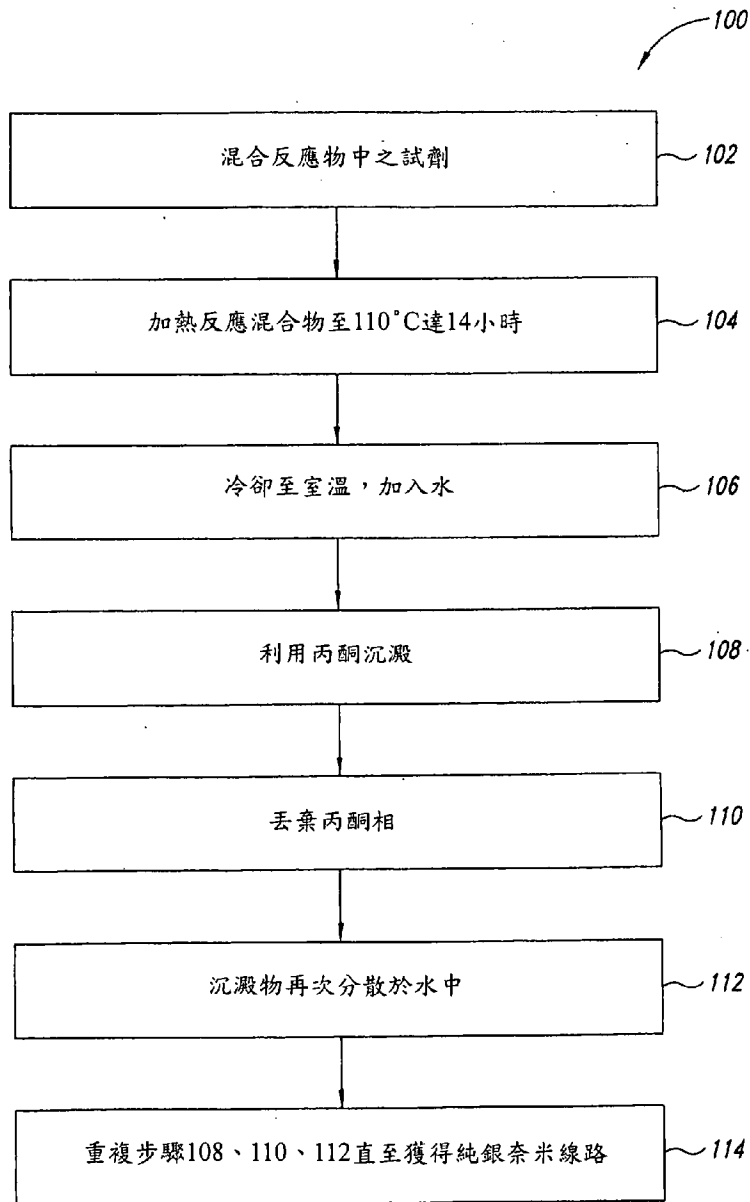 100
混合反應物中之試劑
102
加熱反應混合物至110°C達14小時
104
冷卻至室溫，加入水
106
利用丙酮沉澱
108
丟棄丙酮相
110
沉澱物再次分散於水中
112
重複步驟108、110、112直至獲得純銀奈米線路
114